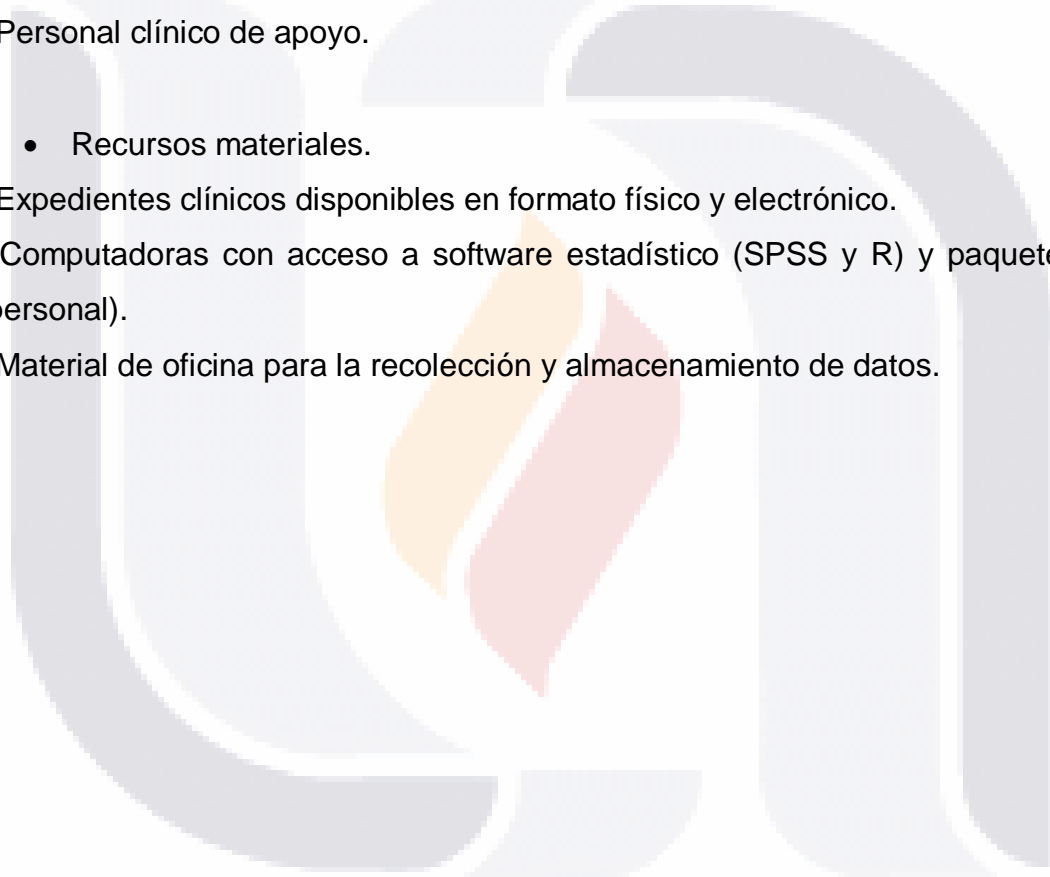 Personal clínico de apoyo.
• Recursos materiales.
Expedientes clínicos disponibles en formato físico y electrónico.
Computadoras con acceso a software estadístico (SPSS y R) y paquete
personal).
Material de oficina para la recolección y almacenamiento de datos.